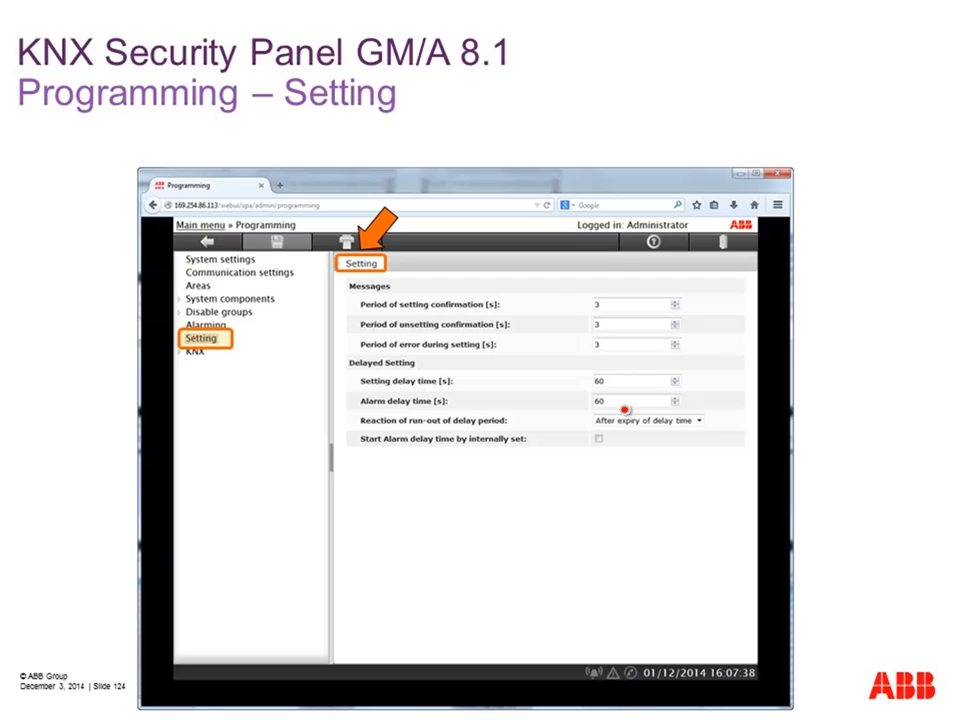 KNX Security Panel GM/A 8.1
Programming – Setting
ABB Programming
169.254.86.113/webui/spa/admin/programming
Google
Main menu » Programming
Logged in: Administrator
ABB
System settings
Communication settings
Areas
System components
Disable groups
Alarming
Setting
KNX
Setting
Messages
Period of setting confirmation [s]: 3
Period of unsetting confirmation [s]: 3
Period of error during setting [s]: 3
Delayed Setting
Setting delay time [s]: 60
Alarm delay time [s]: 60
Reaction of run-out of delay period: After expiry of delay time
Start Alarm delay time by internally set:
01/12/2014 16:07:38
© ABB Group
December 3, 2014 | Slide 124
ABB